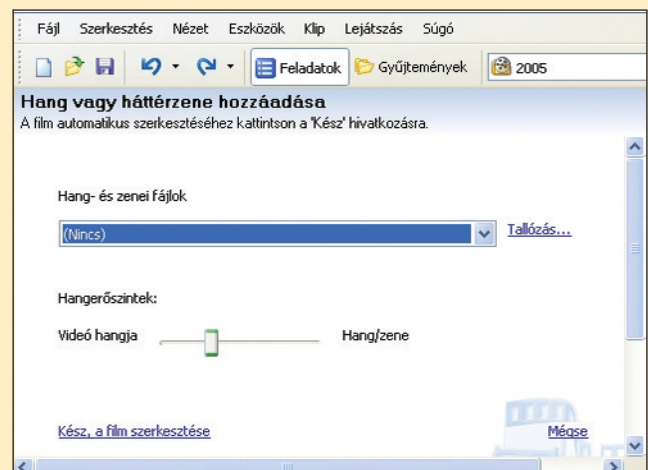 Fájl Szerkesztés Nézet Eszközök Klip Lejátszás Súgó
Feladatok Gyűjtemények 2005
Hang vagy háttérzene hozzáadása
A film automatikus szerkesztéséhez kattintson a 'Kész' hivatkozásra.
Hang- és zenei fájlok
(Nincs) Tallózás...
Hangerőszintek:
Videó hangja Hang/zene
Kész, a film szerkesztése Mégse